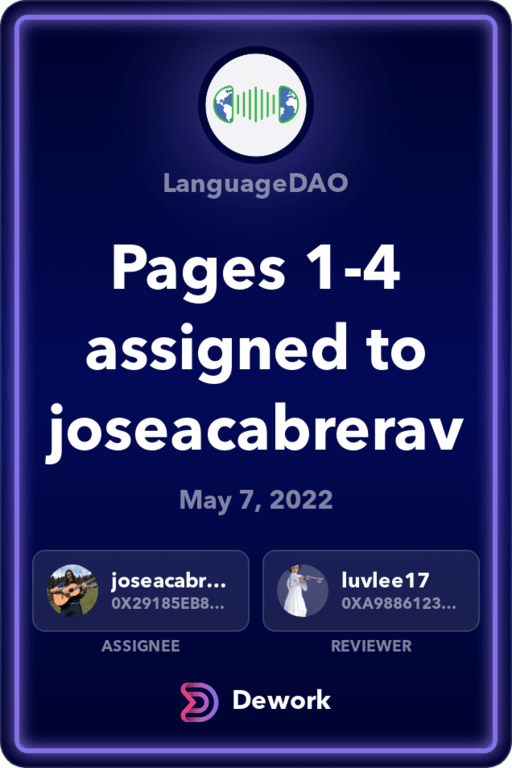 LanguageDAO
Pages 1-4
assigned to
joseacabrerav
May 7, 2022
joseacabr...
0X29185EB8...
ASSIGNEE
luvlee17
0XA9886123...
REVIEWER
Dework